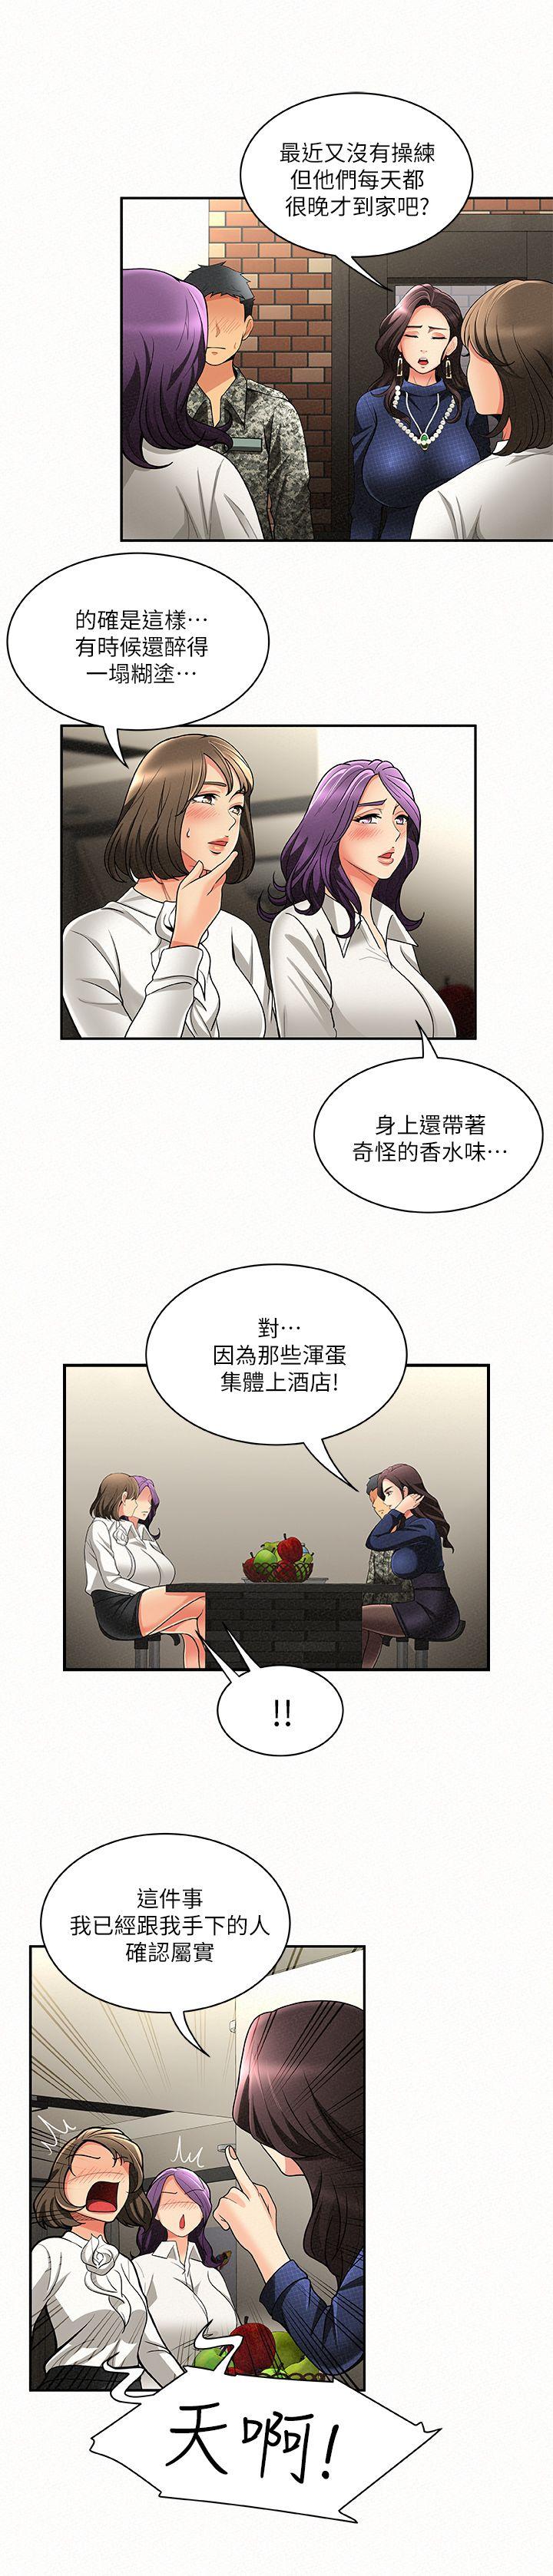 最近又沒有操練
但他們每天都
很晚才到家吧?
的確是這樣⋯
有時候還醉得
一塌糊塗⋯
身上還帶著
奇怪的香水味⋯
對⋯
因為那些渾蛋
集體上酒店!
!!
這件事
我已經跟我手下的人
確認屬實
天啊!